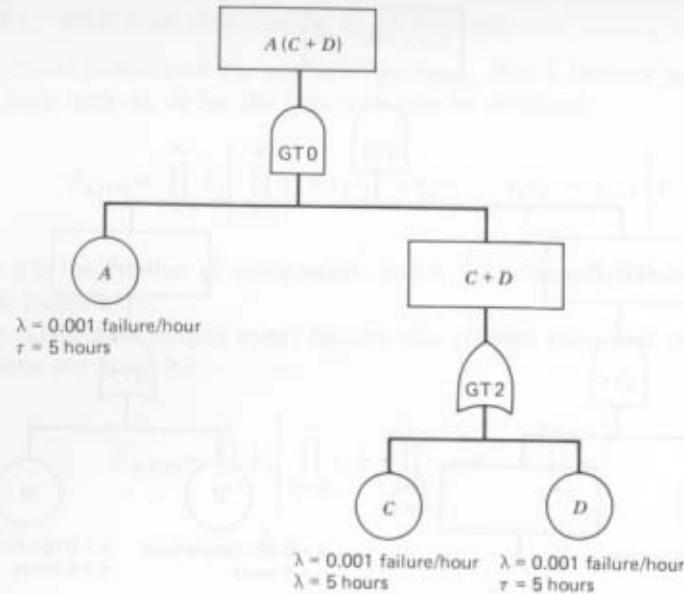 A (C + D)
GT0
A
λ = 0.001 failure/hour
τ = 5 hours
C + D
GT2
C
D
λ = 0.001 failure/hour
λ = 5 hours
λ = 0.001 failure/hour
τ = 5 hours